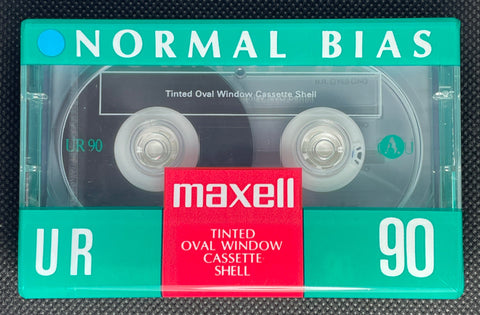 NORMAL BIAS
Tinted Oval Window Cassette Shell
UR 90
A
maxell
TINTED
OVAL WINDOW
CASSETTE
SHELL
UR
90